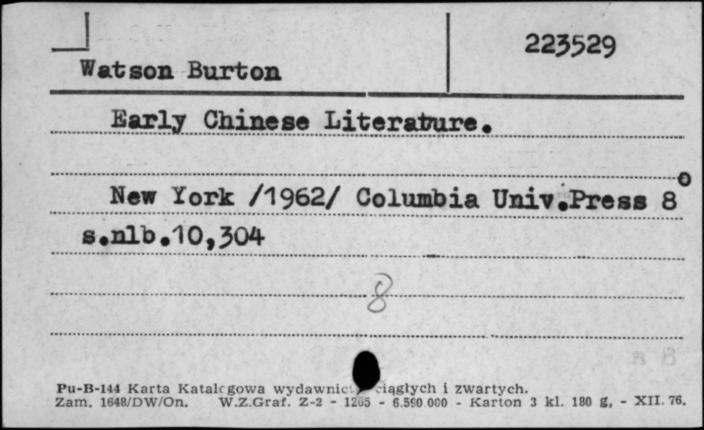 223529
Watson Burton
Early Chinese Literature.
New York /1962/ Columbia Univ.Press 8°
s.nlb.10,304
8
Pu-B-144 Karta Katalogowa wydawnict ciągłych i zwartych.
Zam. 1648/DW/On. W.Z.Graf. Z-2 - 1265 - 6.590 000 - Karton 3 kl. 180 g, - XII. 76.